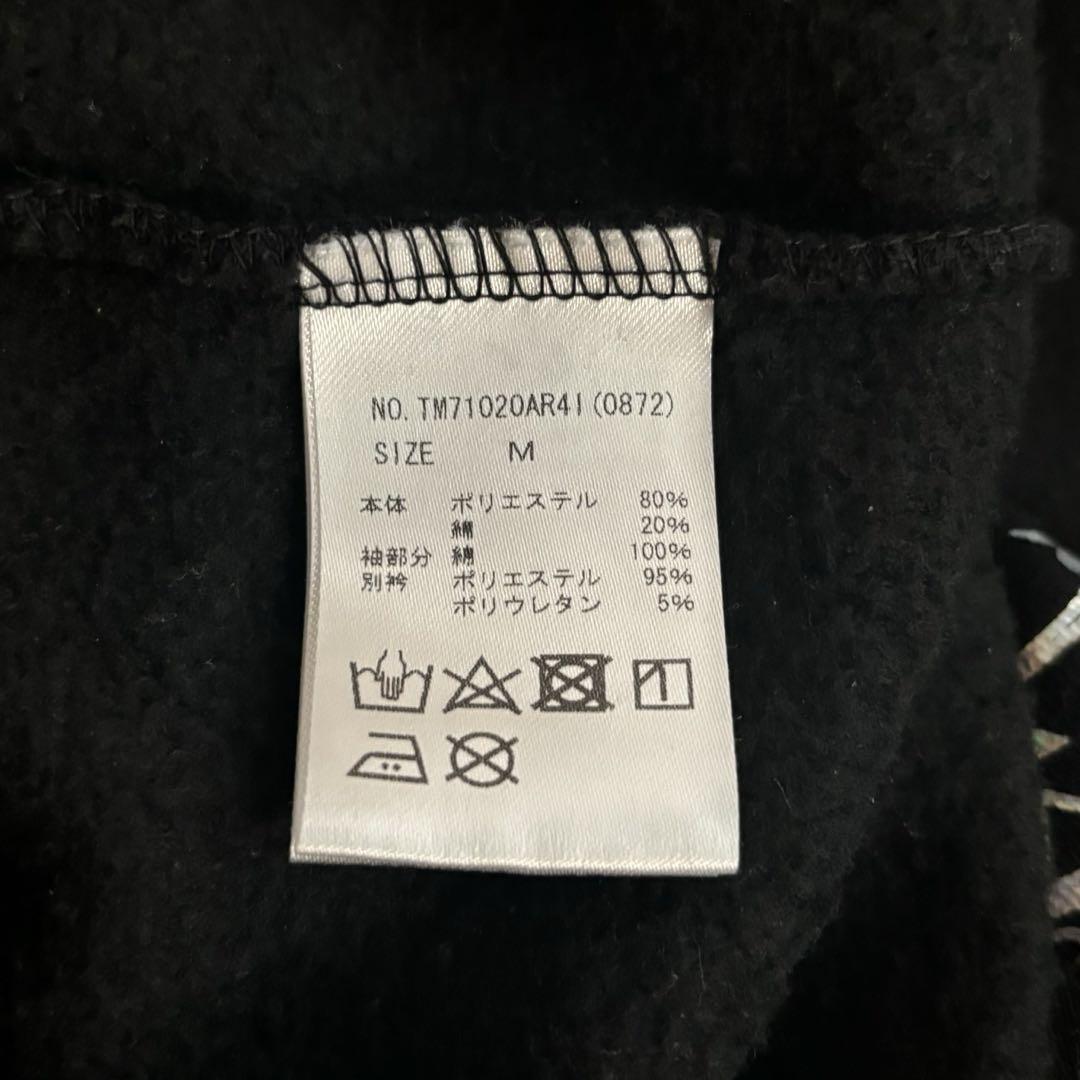 NO. TM71020AR4I(0872)
SIZE M
本体 ポリエステル 80%
綿 20%
袖部分 綿 100%
別衿 ポリエステル 95%
ポリウレタン 5%